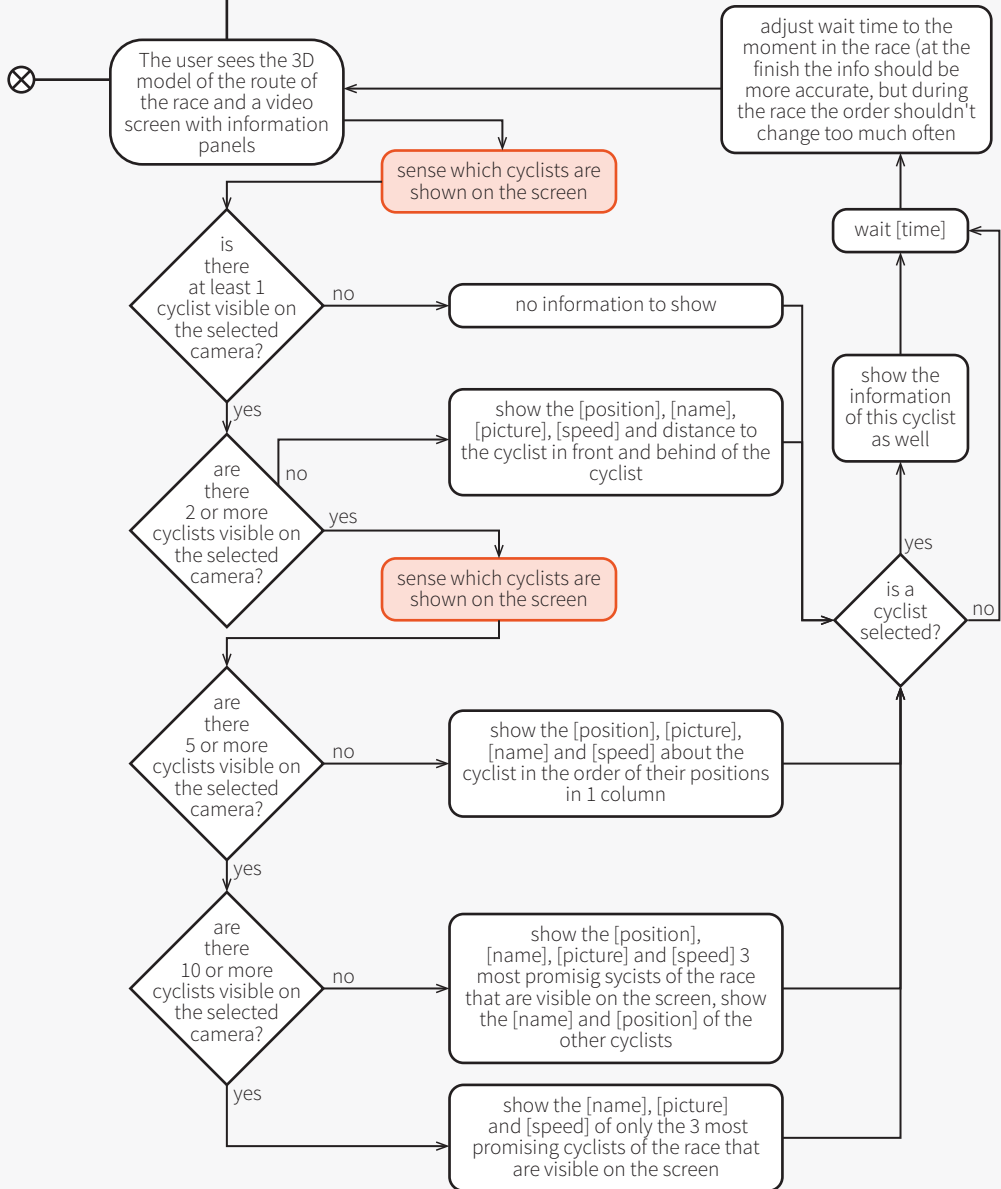 The user sees the 3D
model of the route of
the race and a video
screen with information
panels
adjust wait time to the
moment in the race (at the
finish the info should be
more accurate, but during
the race the order shouldn't
change too much often
sense which cyclists are
shown on the screen
wait [time]
is
there
at least 1
cyclist visible on
the selected
camera?
no
yes
no information to show
show the
information
of this cyclist
as well
show the [position], [name],
[picture], [speed] and distance to
the cyclist in front and behind of the
cyclist
are
there
2 or more
cyclists visible on
the selected
camera?
no
yes
sense which cyclists are
shown on the screen
yes
is a
cyclist
selected?
no
are
there
5 or more
cyclists visible on
the selected
camera?
no
yes
show the [position], [picture],
[name] and [speed] about the
cyclist in the order of their positions
in 1 column
are
there
10 or more
cyclists visible on
the selected
camera?
no
yes
show the [position],
[name], [picture] and [speed] 3
most promisig sycists of the race
that are visible on the screen, show
the [name] and [position] of the
other cyclists
show the [name], [picture]
and [speed] of only the 3 most
promising cyclists of the race that
are visible on the screen